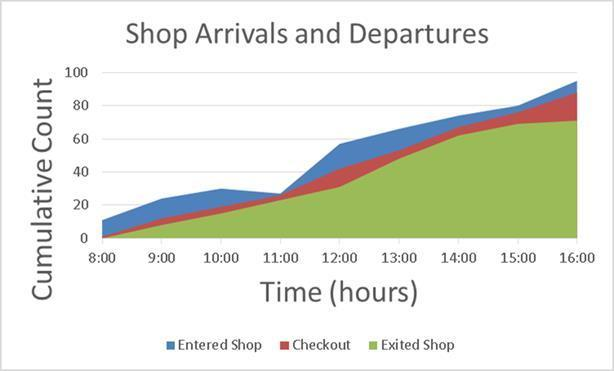 Shop Arrivals and Departures
Cumulative Count
100
80
60
40
20
0
8:00 9:00 10:00 11:00 12:00 13:00 14:00 15:00 16:00
Time (hours)
Entered Shop Checkout Exited Shop